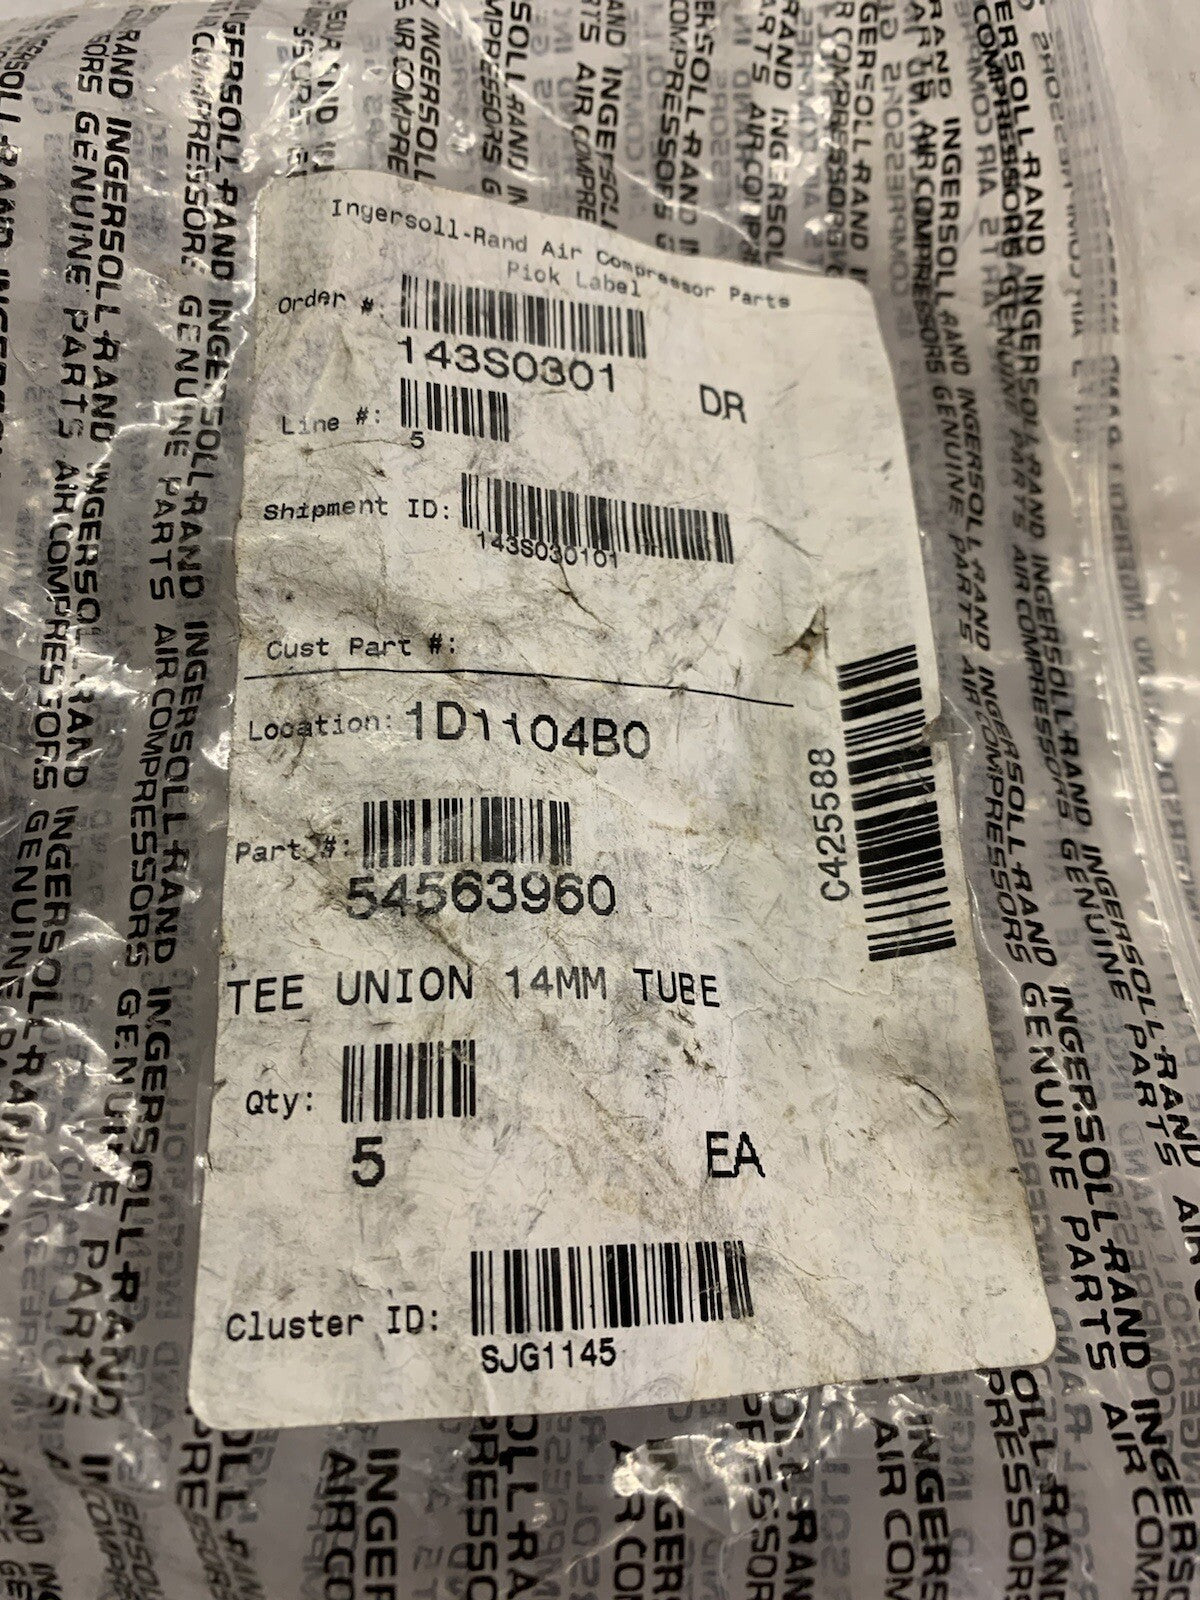 Ingersoll-Rand Air Compressor Parts
Pick Label
Order #:
143S0301
DR
Line #:
5
Shipment ID:
143S030101
Cust Part #:
Location: 1D1104B0
C425588
Part #:
54563960
TEE UNION 14MM TUBE
Qty:
5
EA
Cluster ID:
SJG1145
INGERSOLL-RAND INGERSOLL-RAND
AIR COMPRESSORS GENUINE PARTS